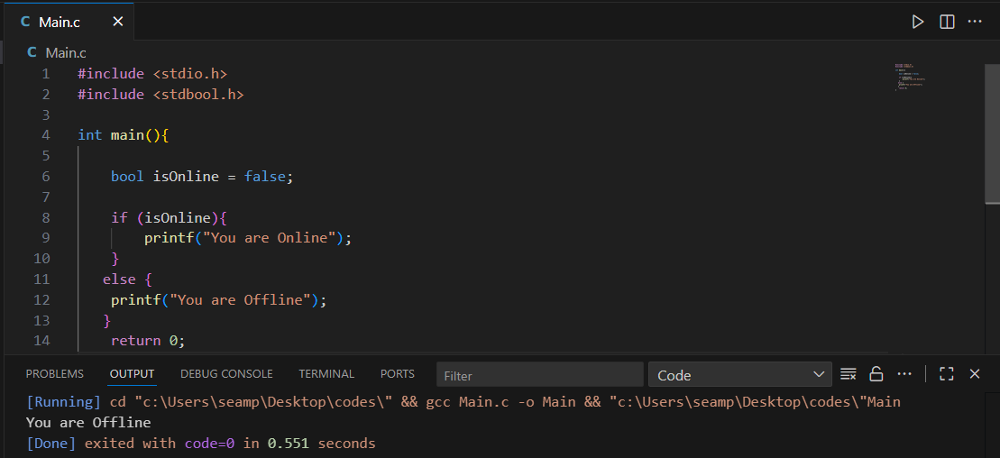 C Main.c ×
C Main.c
1 #include <stdio.h>
2 #include <stdbool.h>
3
4 int main(){
5
6     bool isOnline = false;
7
8     if (isOnline){
9         printf("You are Online");
10     }
11    else {
12     printf("You are Offline");
13    }
14     return 0;
PROBLEMS OUTPUT DEBUG CONSOLE TERMINAL PORTS Filter Code
[Running] cd "c:\Users\seamp\Desktop\codes\" && gcc Main.c -o Main && "c:\Users\seamp\Desktop\codes\"Main
You are Offline
[Done] exited with code=0 in 0.551 seconds